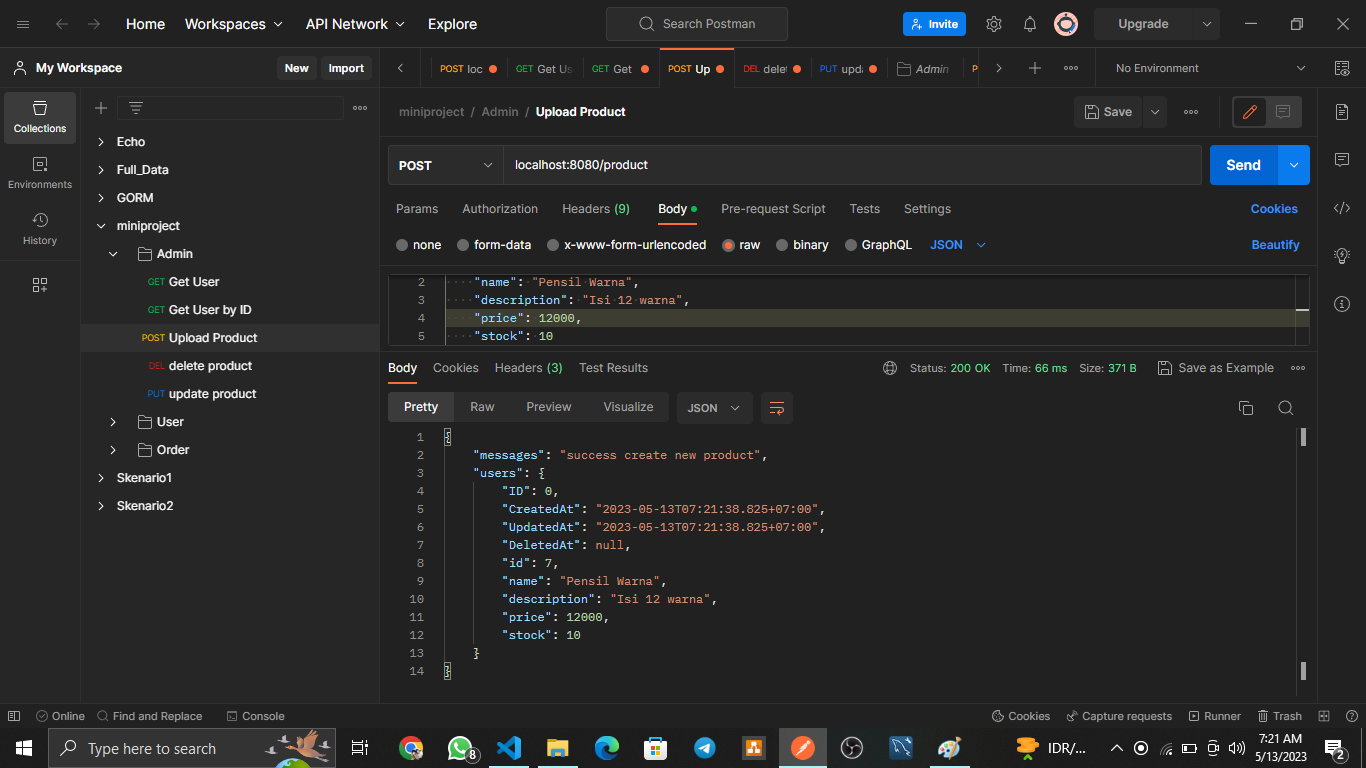 Home Workspaces API Network Explore Search Postman Invite Upgrade
My Workspace New Import POST loc GET Get Us GET Get POST Up DEL delet PUT upda Admin No Environment
miniproject / Admin / Upload Product Save
Collections
Environments
History
Echo
Full_Data
GORM
miniproject
Admin
GET Get User
GET Get User by ID
POST Upload Product
DEL delete product
PUT update product
User
Order
Skenario1
Skenario2
POST localhost:8080/product Send
Params Authorization Headers (9) Body Pre-request Script Tests Settings Cookies
none form-data x-www-form-urlencoded raw binary GraphQL JSON Beautify
2 "name": "Pensil Warna",
3 "description": "Isi 12 warna",
4 "price": 12000,
5 "stock": 10
Body Cookies Headers (3) Test Results Status: 200 OK Time: 66 ms Size: 371 B Save as Example
Pretty Raw Preview Visualize JSON
1 {
2 "messages": "success create new product",
3 "users": {
4 "ID": 0,
5 "CreatedAt": "2023-05-13T07:21:38.825+07:00",
6 "UpdatedAt": "2023-05-13T07:21:38.825+07:00",
7 "DeletedAt": null,
8 "id": 7,
9 "name": "Pensil Warna",
10 "description": "Isi 12 warna",
11 "price": 12000,
12 "stock": 10
13 }
14 }
Online Find and Replace Console Cookies Capture requests Runner Trash
Type here to search 8 IDR/... 7:21 AM
5/13/2023 2